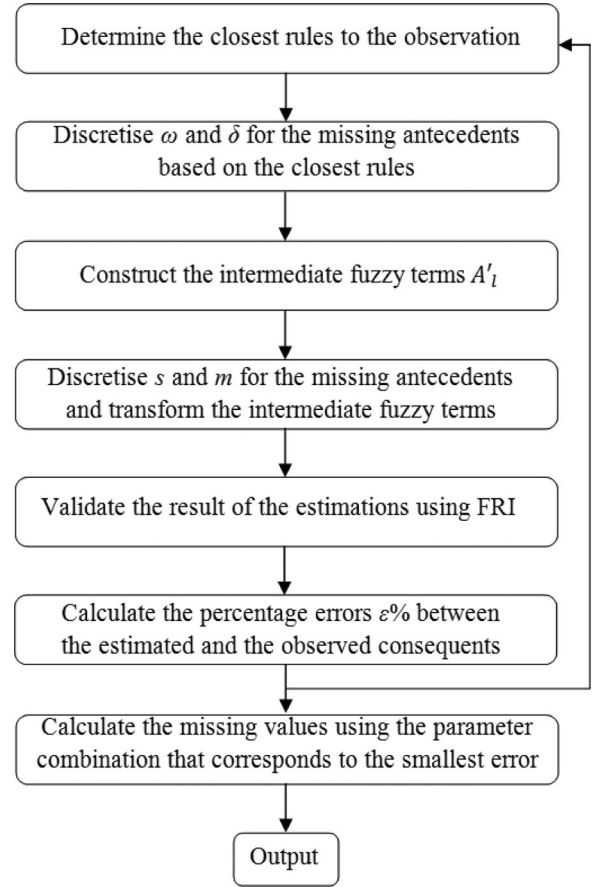 Determine the closest rules to the observation
Discretise ω and δ for the missing antecedents
based on the closest rules
Construct the intermediate fuzzy terms A′ₗ
Discretise s and m for the missing antecedents
and transform the intermediate fuzzy terms
Validate the result of the estimations using FRI
Calculate the percentage errors ε% between
the estimated and the observed consequents
Calculate the missing values using the parameter
combination that corresponds to the smallest error
Output